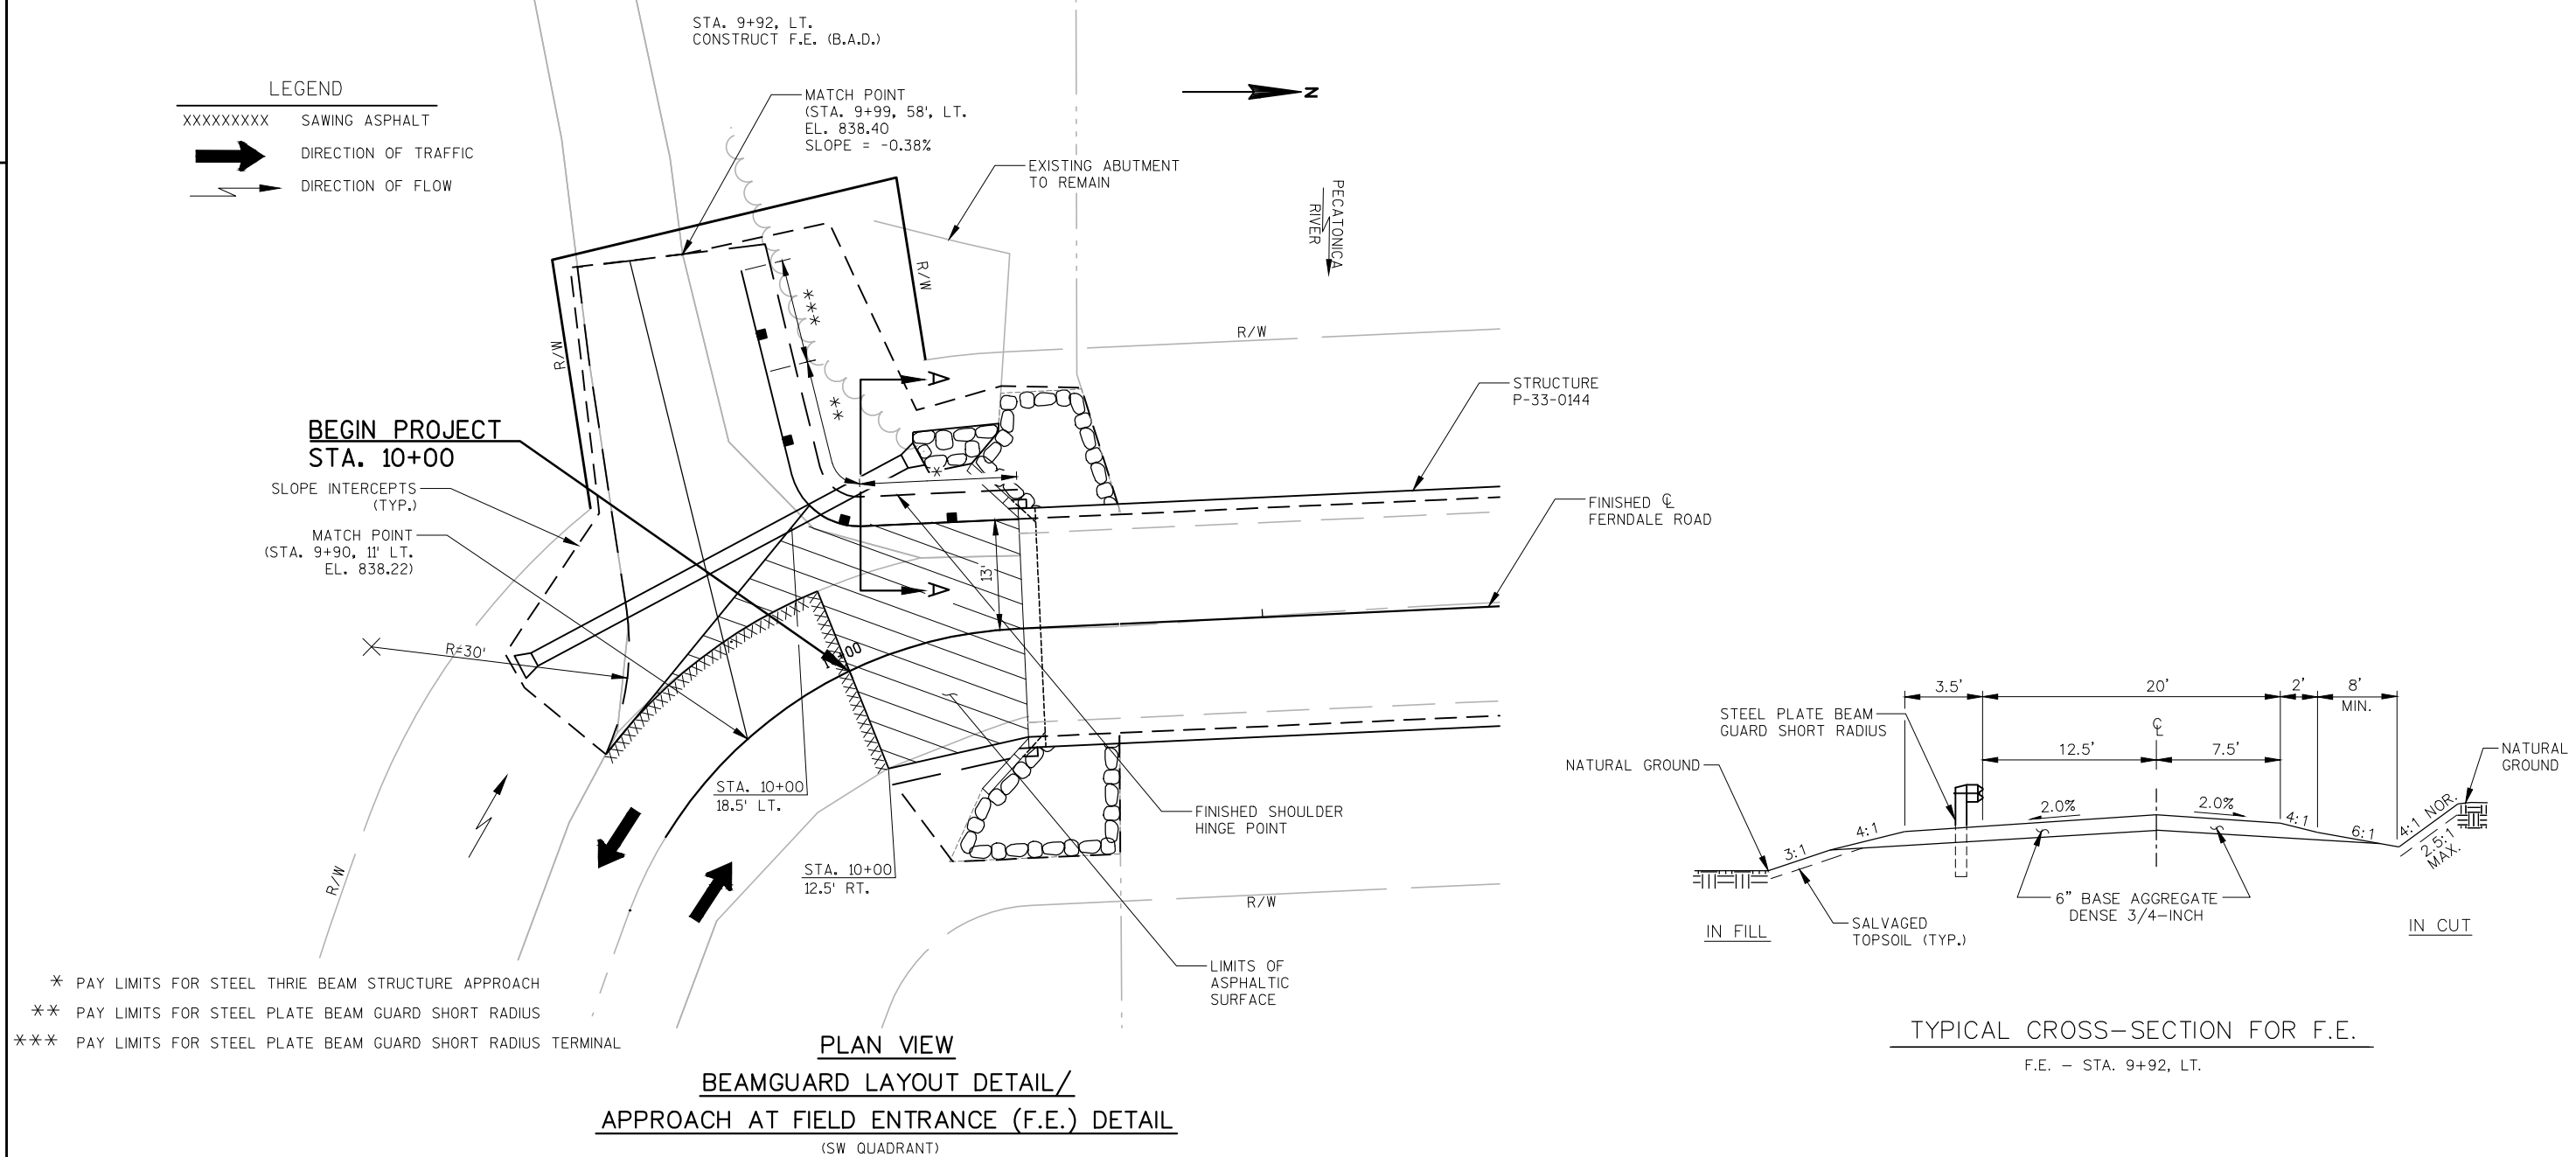 STA. 9+92, LT.
CONSTRUCT F.E. (B.A.D.)
LEGEND
XXXXXXXXX SAWING ASPHALT
DIRECTION OF TRAFFIC
DIRECTION OF FLOW
MATCH POINT
(STA. 9+99, 58', LT.
EL. 838.40
SLOPE = -0.38%
EXISTING ABUTMENT
TO REMAIN
N
PECATONICA
RIVER
R/W
R/W
R/W
***
**
*
A
A
STRUCTURE
P-33-0144
BEGIN PROJECT
STA. 10+00
SLOPE INTERCEPTS
(TYP.)
MATCH POINT
(STA. 9+90, 11' LT.
EL. 838.22)
FINISHED ℄
FERNDALE ROAD
13'
R=30'
STA. 10+00
18.5' LT.
STA. 10+00
12.5' RT.
FINISHED SHOULDER
HINGE POINT
R/W
R/W
LIMITS OF
ASPHALTIC
SURFACE
* PAY LIMITS FOR STEEL THRIE BEAM STRUCTURE APPROACH
** PAY LIMITS FOR STEEL PLATE BEAM GUARD SHORT RADIUS
*** PAY LIMITS FOR STEEL PLATE BEAM GUARD SHORT RADIUS TERMINAL
PLAN VIEW
BEAMGUARD LAYOUT DETAIL/
APPROACH AT FIELD ENTRANCE (F.E.) DETAIL
(SW QUADRANT)
3.5' 20' 2' 8'
MIN.
STEEL PLATE BEAM
GUARD SHORT RADIUS
℄
12.5' 7.5'
NATURAL GROUND
NATURAL
GROUND
2.0% 2.0%
3:1 4:1 4:1 6:1
4:1 NOR.
2.5:1
MAX.
6" BASE AGGREGATE
DENSE 3/4-INCH
SALVAGED
TOPSOIL (TYP.)
IN FILL
IN CUT
TYPICAL CROSS-SECTION FOR F.E.
F.E. - STA. 9+92, LT.